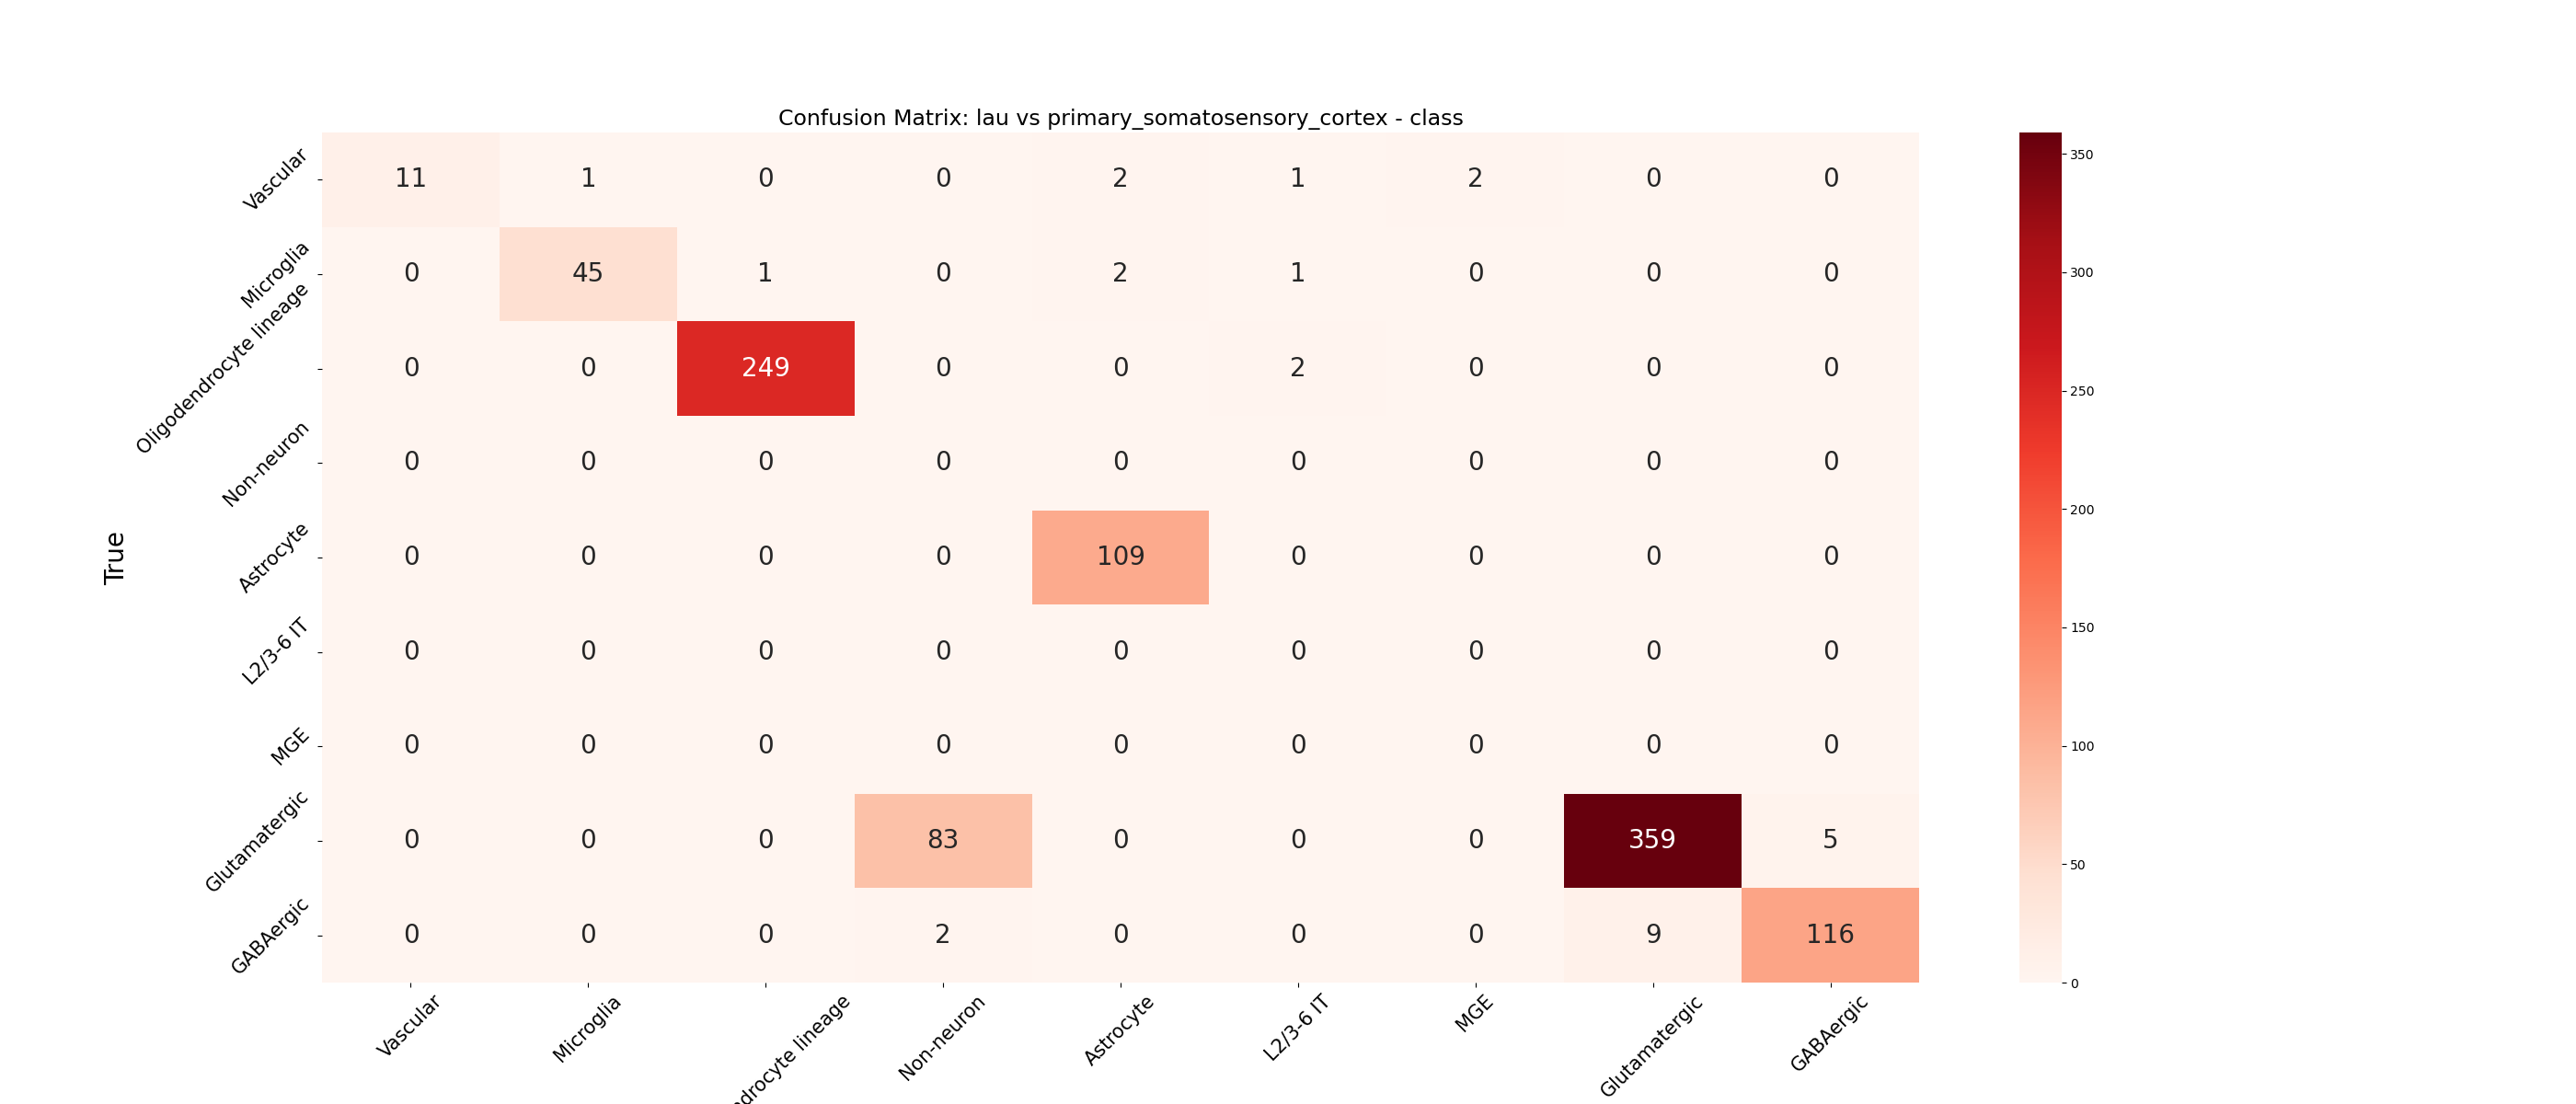 Confusion Matrix: lau vs primary_somatosensory_cortex - class
True
Vascular 11 1 0 0 2 1 2 0 0
Microglia 0 45 1 0 2 1 0 0 0
Oligodendrocyte lineage 0 0 249 0 0 2 0 0 0
Non-neuron 0 0 0 0 0 0 0 0 0
Astrocyte 0 0 0 0 109 0 0 0 0
L2/3-6 IT 0 0 0 0 0 0 0 0 0
MGE 0 0 0 0 0 0 0 0 0
Glutamatergic 0 0 0 83 0 0 0 359 5
GABAergic 0 0 0 2 0 0 0 9 116
Vascular Microglia ndrocyte lineage Non-neuron Astrocyte L2/3-6 IT MGE Glutamatergic GABAergic
350
300
250
200
150
100
50
0